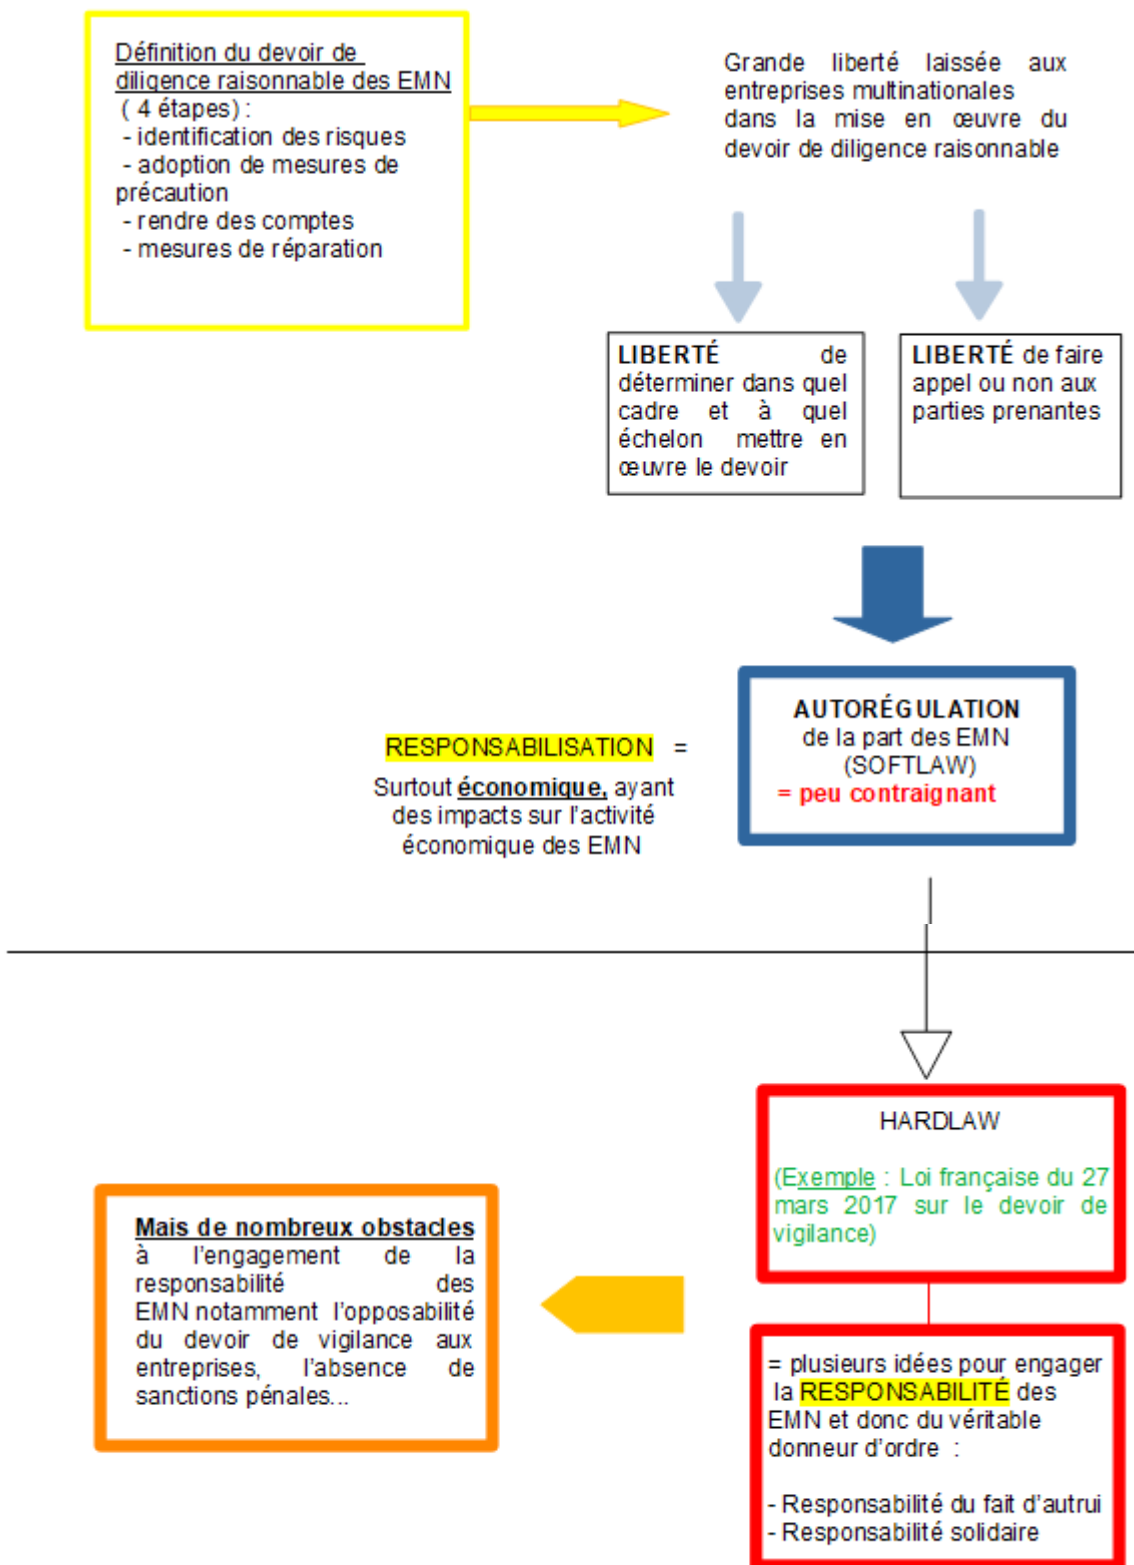 Définition du devoir de
diligence raisonnable des EMN
( 4 étapes) :
- identification des risques
- adoption de mesures de
précaution
- rendre des comptes
- mesures de réparation
Grande liberté laissée aux
entreprises multinationales
dans la mise en œuvre du
devoir de diligence raisonnable
LIBERTÉ de
déterminer dans quel
cadre et à quel
échelon mettre en
œuvre le devoir
LIBERTÉ de faire
appel ou non aux
parties prenantes
AUTORÉGULATION
de la part des EMN
(SOFTLAW)
= peu contraignant
RESPONSABILISATION =
Surtout économique, ayant
des impacts sur l'activité
économique des EMN
HARDLAW
(Exemple : Loi française du 27
mars 2017 sur le devoir de
vigilance)
Mais de nombreux obstacles
à l'engagement de la
responsabilité des
EMN notamment l'opposabilité
du devoir de vigilance aux
entreprises, l'absence de
sanctions pénales...
= plusieurs idées pour engager
la RESPONSABILITÉ des
EMN et donc du véritable
donneur d'ordre :
- Responsabilité du fait d'autrui
- Responsabilité solidaire